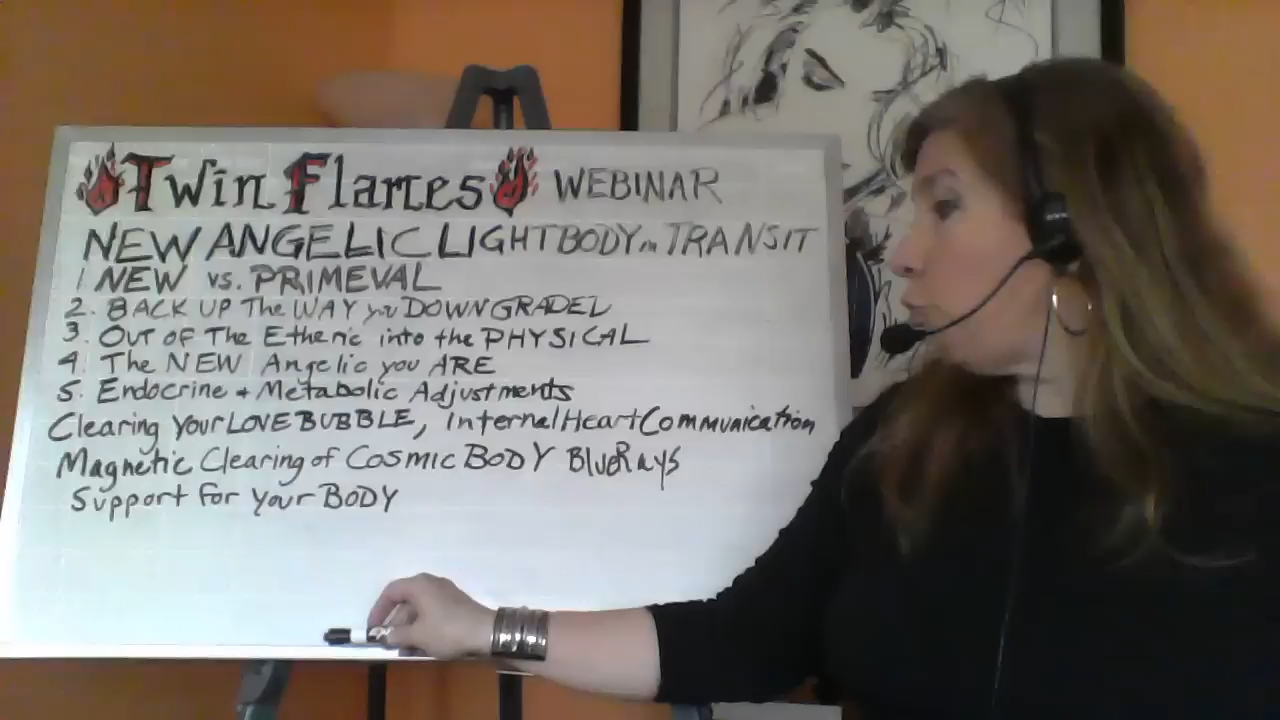 Twin Flames WEBINAR
NEW ANGELIC LIGHTBODY in TRANSIT
1 NEW vs. PRIMEVAL
2. BACK UP The WAY you DOWNGRADED
3. OUT OF The Etheric into the PHYSICAL
4. The NEW Angelic you ARE
5. Endocrine + Metabolic Adjustments
Clearing Your LOVE BUBBLE, Internal Heart Communication
Magnetic Clearing of COSMIC BODY BlueRays
Support for Your BODY